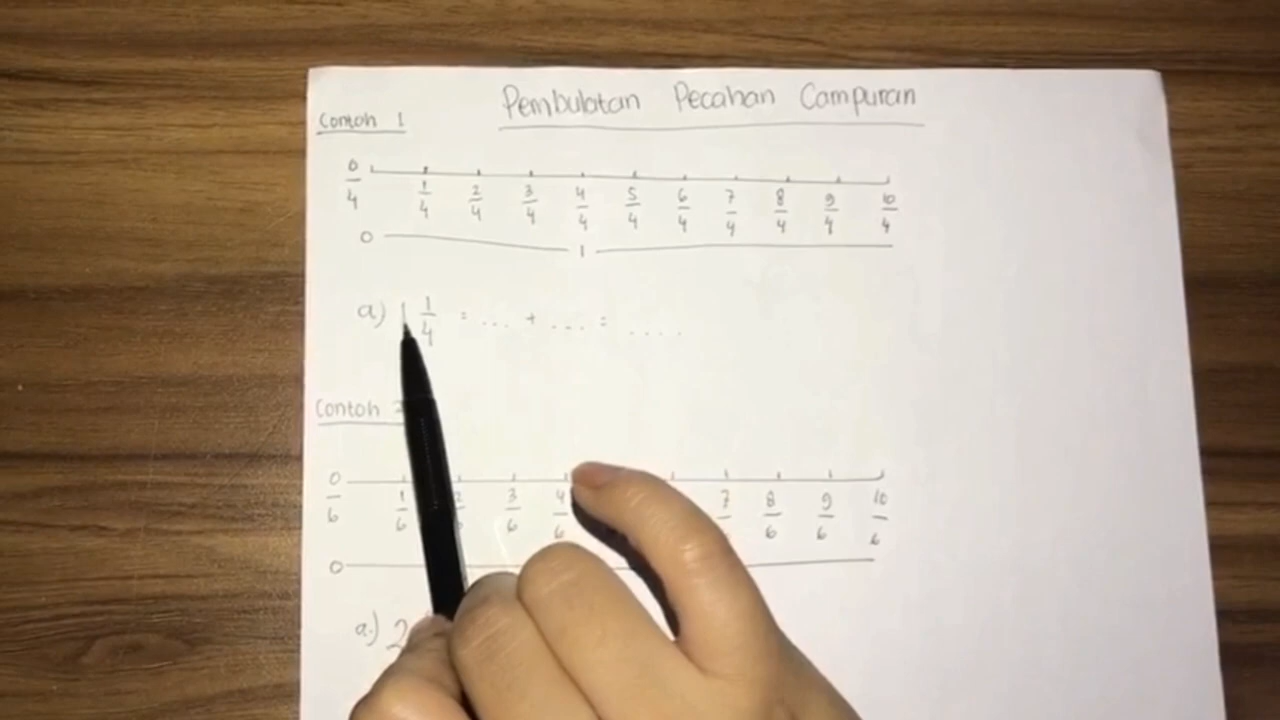 Pembulatan Pecahan Campuran
Contoh 1
0/4 1/4 2/4 3/4 4/4 5/4 6/4 7/4 8/4 9/4 10/4
0 1
a) 1 1/4 = ... + ... = ....
Contoh
0/6 1/6 2 3/6 4/6 7 8/6 9/6 10/6
0
a.) 2